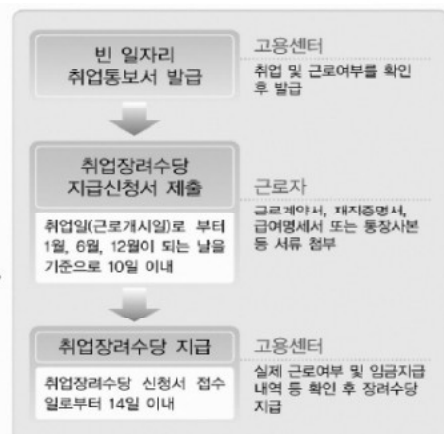 빈 일자리
취업통보서 발급
고용센터
취업 및 근로여부를 확인
후 발급
취업장려수당
지급신청서 제출
취업일(근로개시일)로 부터
1월, 6월, 12월이 되는 날을
기준으로 10일 이내
근로자
근로계약서, 재직증명서,
급여명세서 또는 통장사본
등 서류 첨부
취업장려수당 지급
취업장려수당 신청서 접수
일로부터 14일 이내
고용센터
실제 근로여부 및 임금지급
내역 등 확인 후 장려수당
지급